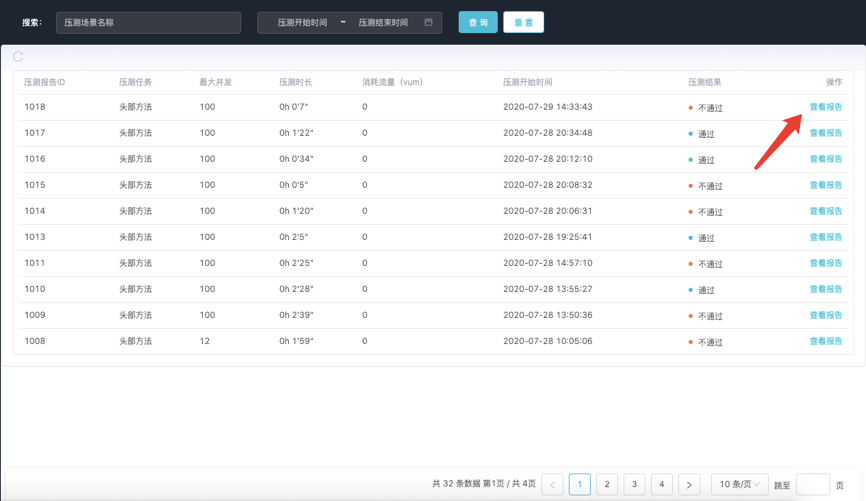 搜索： 压测场景名称 压测开始时间 ~ 压测结束时间 查 询 重 置
压测报告ID 压测任务 最大并发 压测时长 消耗流量（vum） 压测开始时间 压测结果 操作
1018 头部方法 100 0h 0'7" 0 2020-07-29 14:33:43 不通过 查看报告
1017 头部方法 100 0h 1'22" 0 2020-07-28 20:34:48 通过 查看报告
1016 头部方法 100 0h 0'34" 0 2020-07-28 20:12:10 通过 查看报告
1015 头部方法 100 0h 0'5" 0 2020-07-28 20:08:32 不通过 查看报告
1014 头部方法 100 0h 1'20" 0 2020-07-28 20:06:31 不通过 查看报告
1013 头部方法 100 0h 2'5" 0 2020-07-28 19:25:41 通过 查看报告
1011 头部方法 100 0h 2'25" 0 2020-07-28 14:57:10 不通过 查看报告
1010 头部方法 100 0h 2'28" 0 2020-07-28 13:55:27 通过 查看报告
1009 头部方法 100 0h 2'39" 0 2020-07-28 13:50:36 不通过 查看报告
1008 头部方法 12 0h 1'59" 0 2020-07-28 10:05:06 不通过 查看报告
共 32 条数据 第1页 / 共 4页 < 1 2 3 4 > 10 条/页 跳至 页